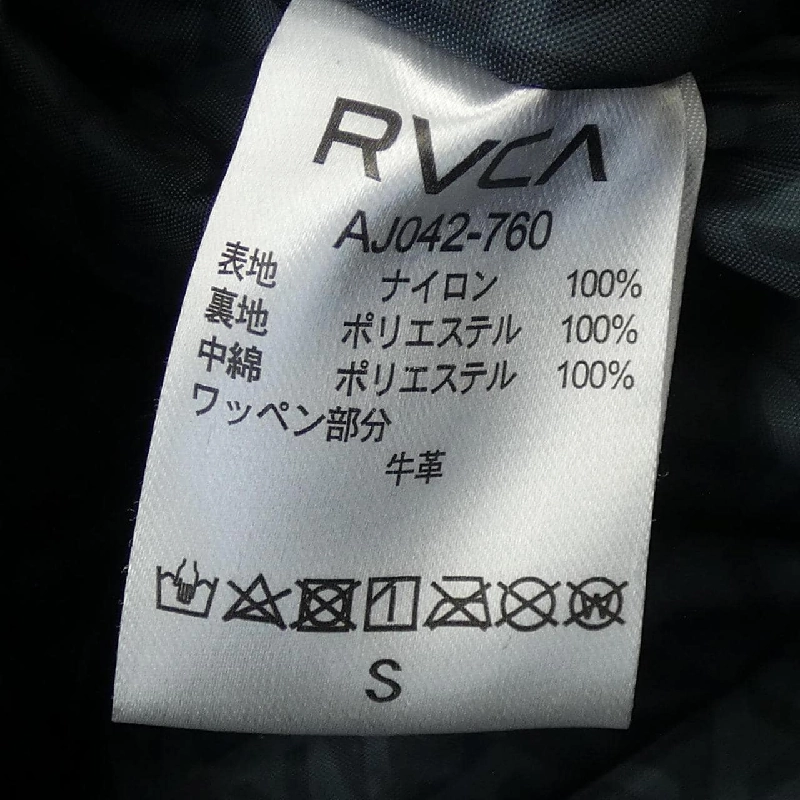 RVCA
AJ042-760
表地 ナイロン 100%
裏地 ポリエステル 100%
中綿 ポリエステル 100%
ワッペン部分
牛革
W
S